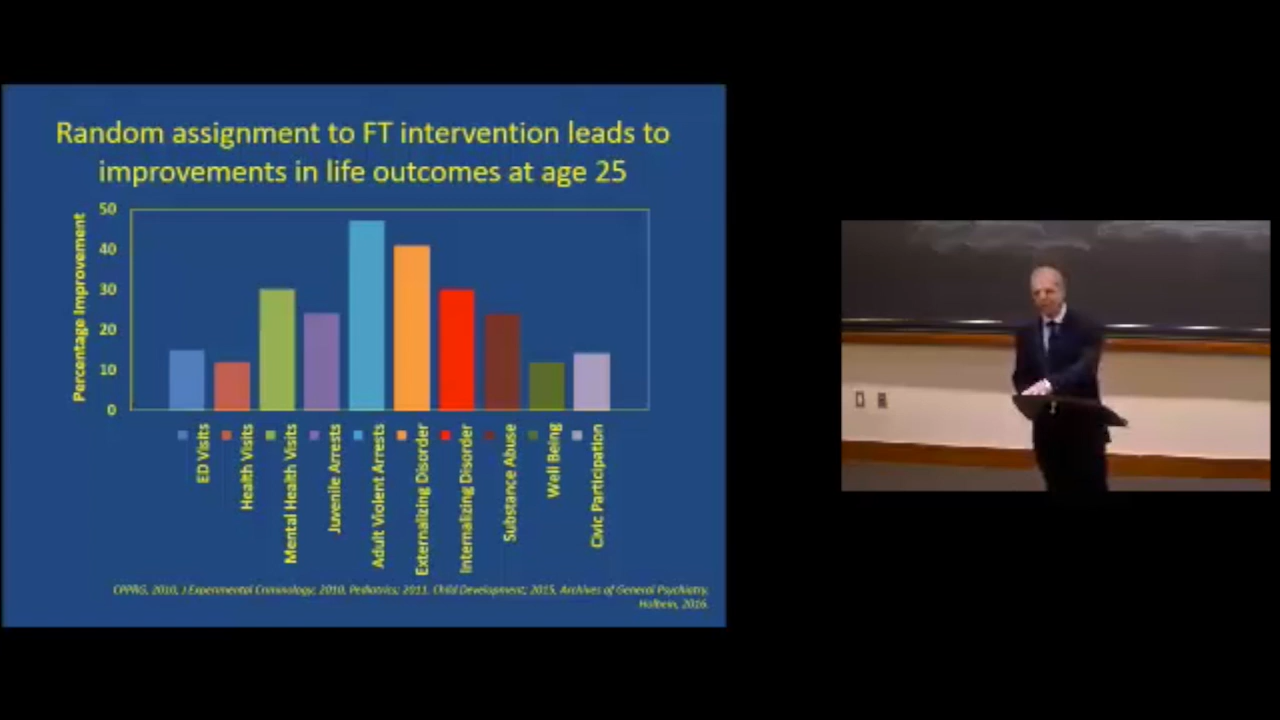 Random assignment to FT intervention leads to
improvements in life outcomes at age 25
Percentage Improvement
50
40
30
20
10
0
ED Visits
Health Visits
Mental Health Visits
Juvenile Arrests
Adult Violent Arrests
Externalizing Disorder
Internalizing Disorder
Substance Abuse
Well Being
Civic Participation
CPPRG, 2010, J Experimental Criminology; 2010, Pediatrics; 2011. Child Development; 2015, Archives of General Psychiatry,
Holbein, 2016.